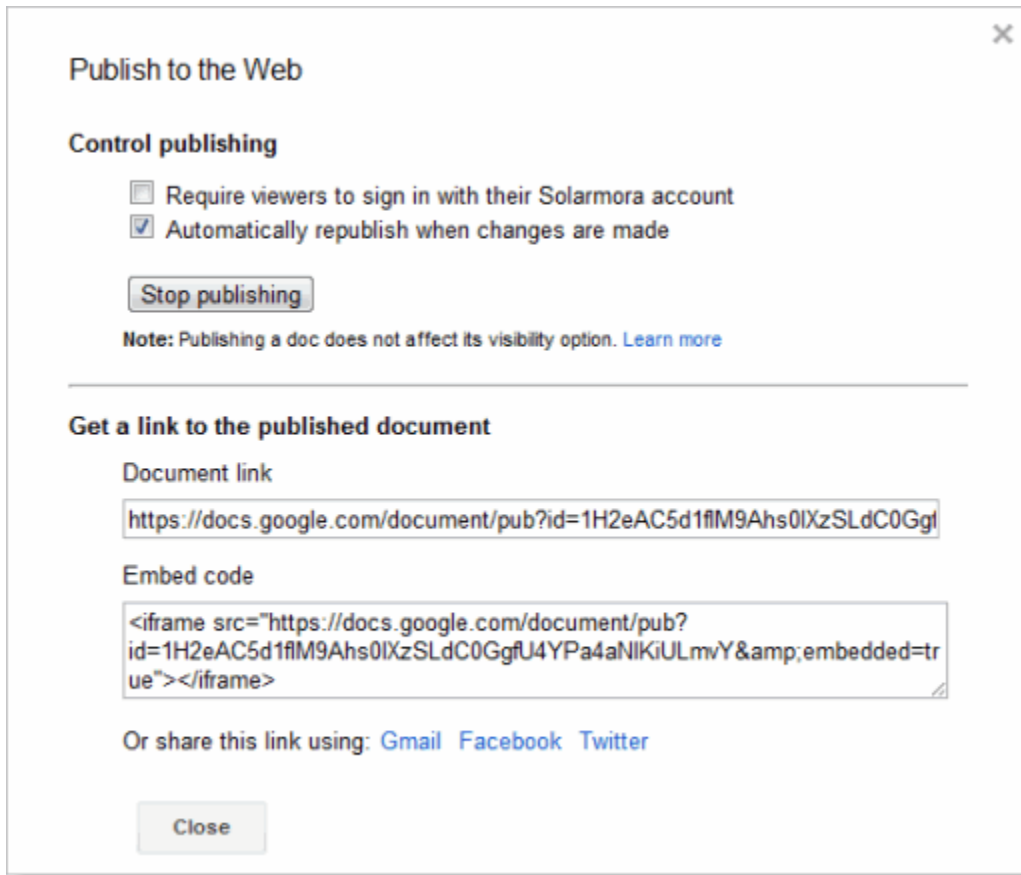 Publish to the Web
Control publishing
Require viewers to sign in with their Solarmora account
Automatically republish when changes are made
Stop publishing
Note: Publishing a doc does not affect its visibility option. Learn more
Get a link to the published document
Document link
https://docs.google.com/document/pub?id=1H2eAC5d1flM9Ahs0lXzSLdC0Ggf
Embed code
<iframe src="https://docs.google.com/document/pub?
id=1H2eAC5d1flM9Ahs0lXzSLdC0GgfU4YPa4aNlKiULmvY&amp;embedded=tr
ue"></iframe>
Or share this link using: Gmail Facebook Twitter
Close